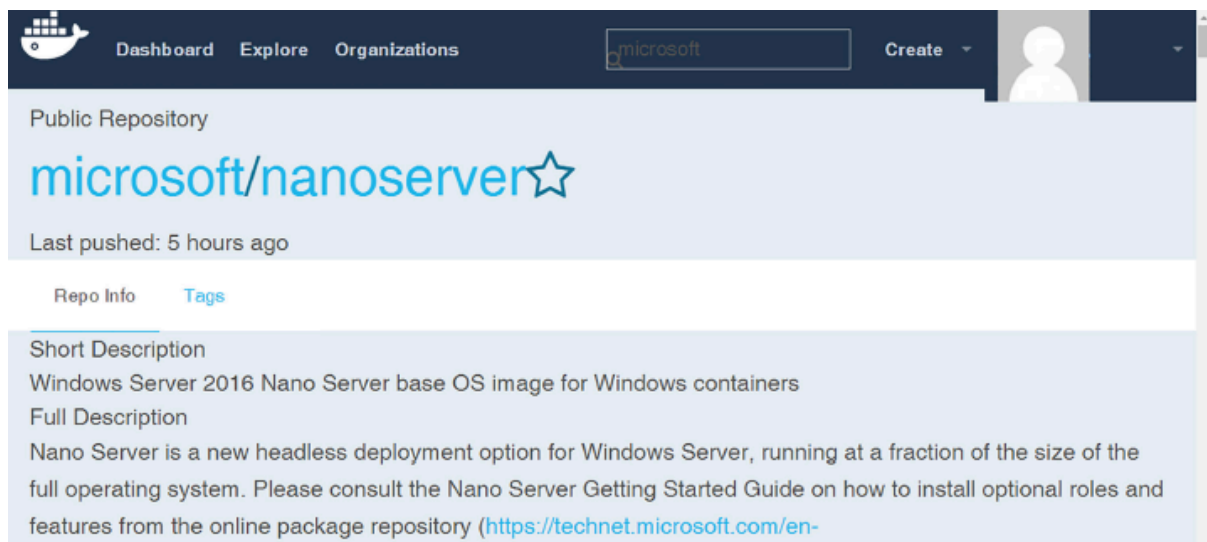 Dashboard Explore Organizations microsoft Create
Public Repository
microsoft/nanoserver
Last pushed: 5 hours ago
Repo Info Tags
Short Description
Windows Server 2016 Nano Server base OS image for Windows containers
Full Description
Nano Server is a new headless deployment option for Windows Server, running at a fraction of the size of the
full operating system. Please consult the Nano Server Getting Started Guide on how to install optional roles and
features from the online package repository (https://technet.microsoft.com/en-